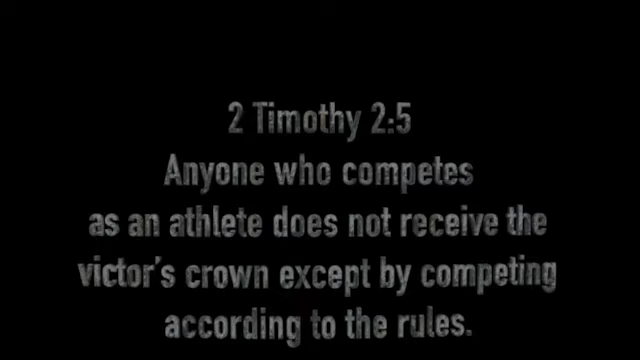 2 Timothy 2:5
Anyone who competes
as an athlete does not receive the
victor's crown except by competing
according to the rules.